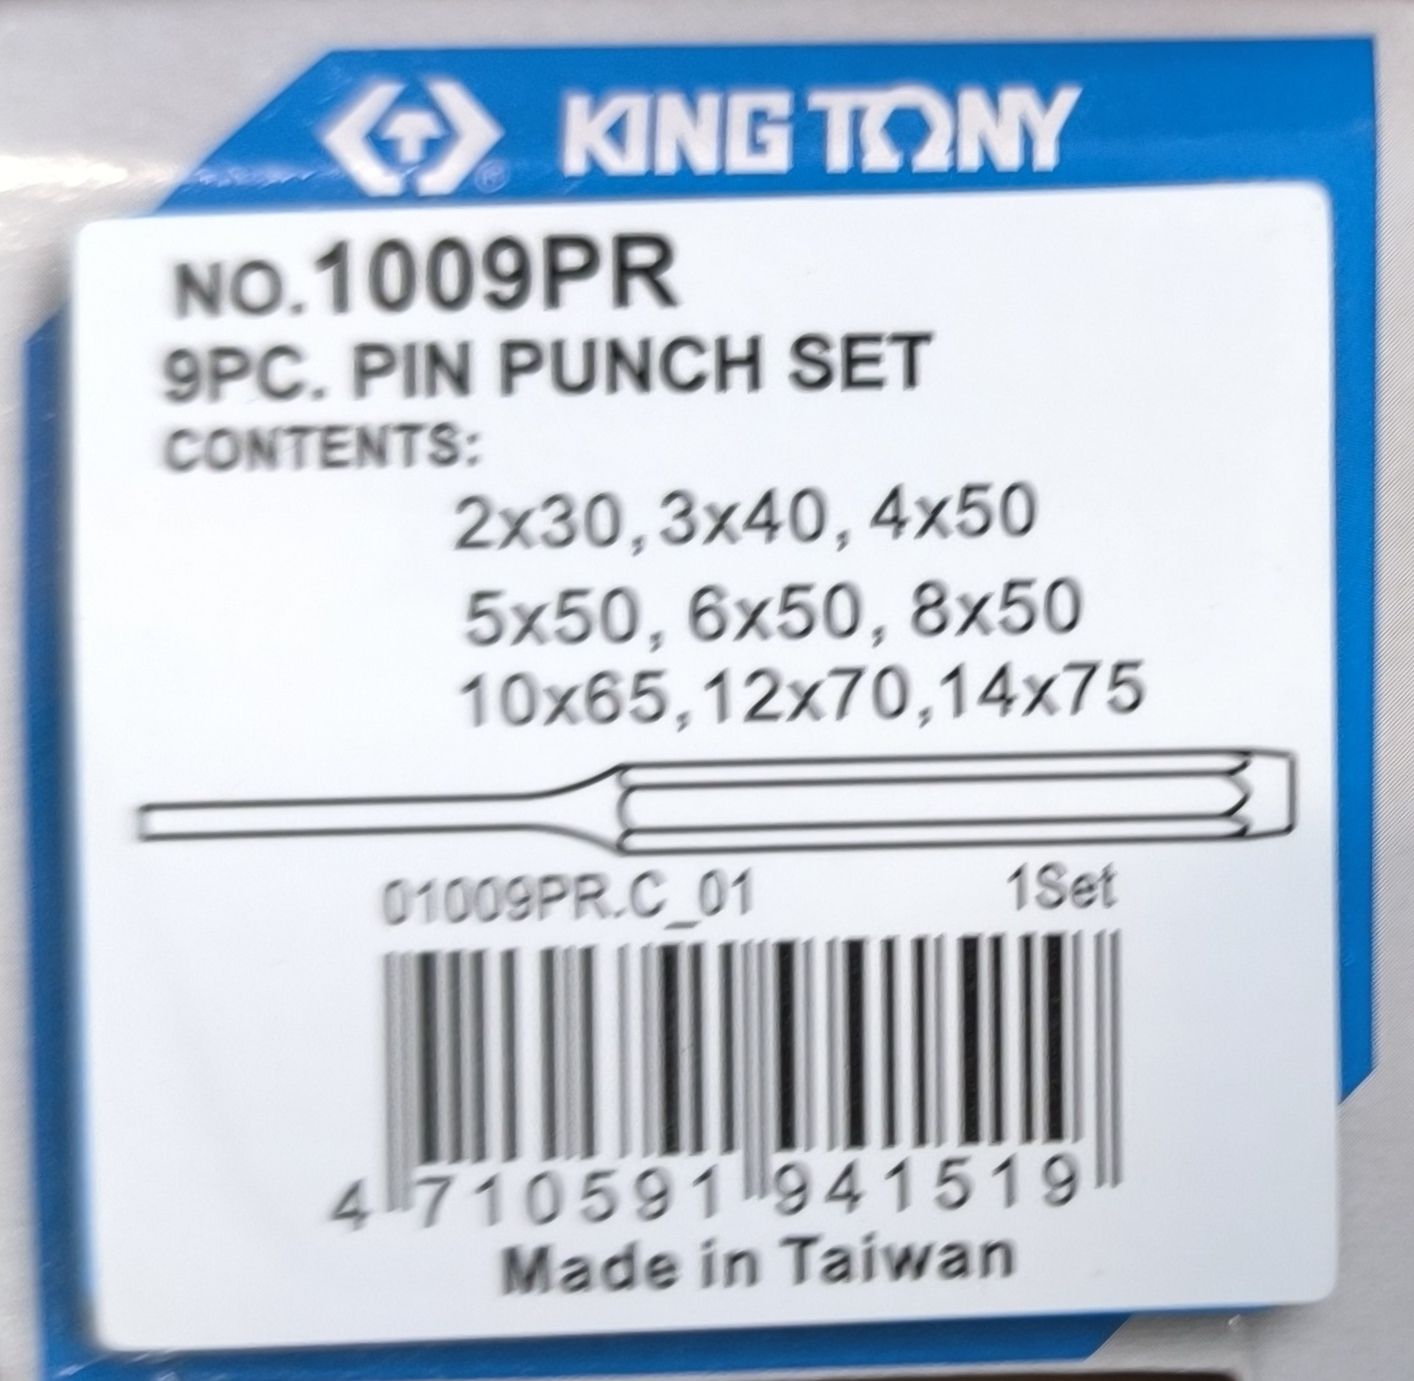 KING TONY
NO.1009PR
9PC. PIN PUNCH SET
CONTENTS:
2x30,3x40,4x50
5x50, 6x50, 8x50
10x65,12x70,14x75
01009PR.C_01 1Set
4 710591 941519
Made in Taiwan